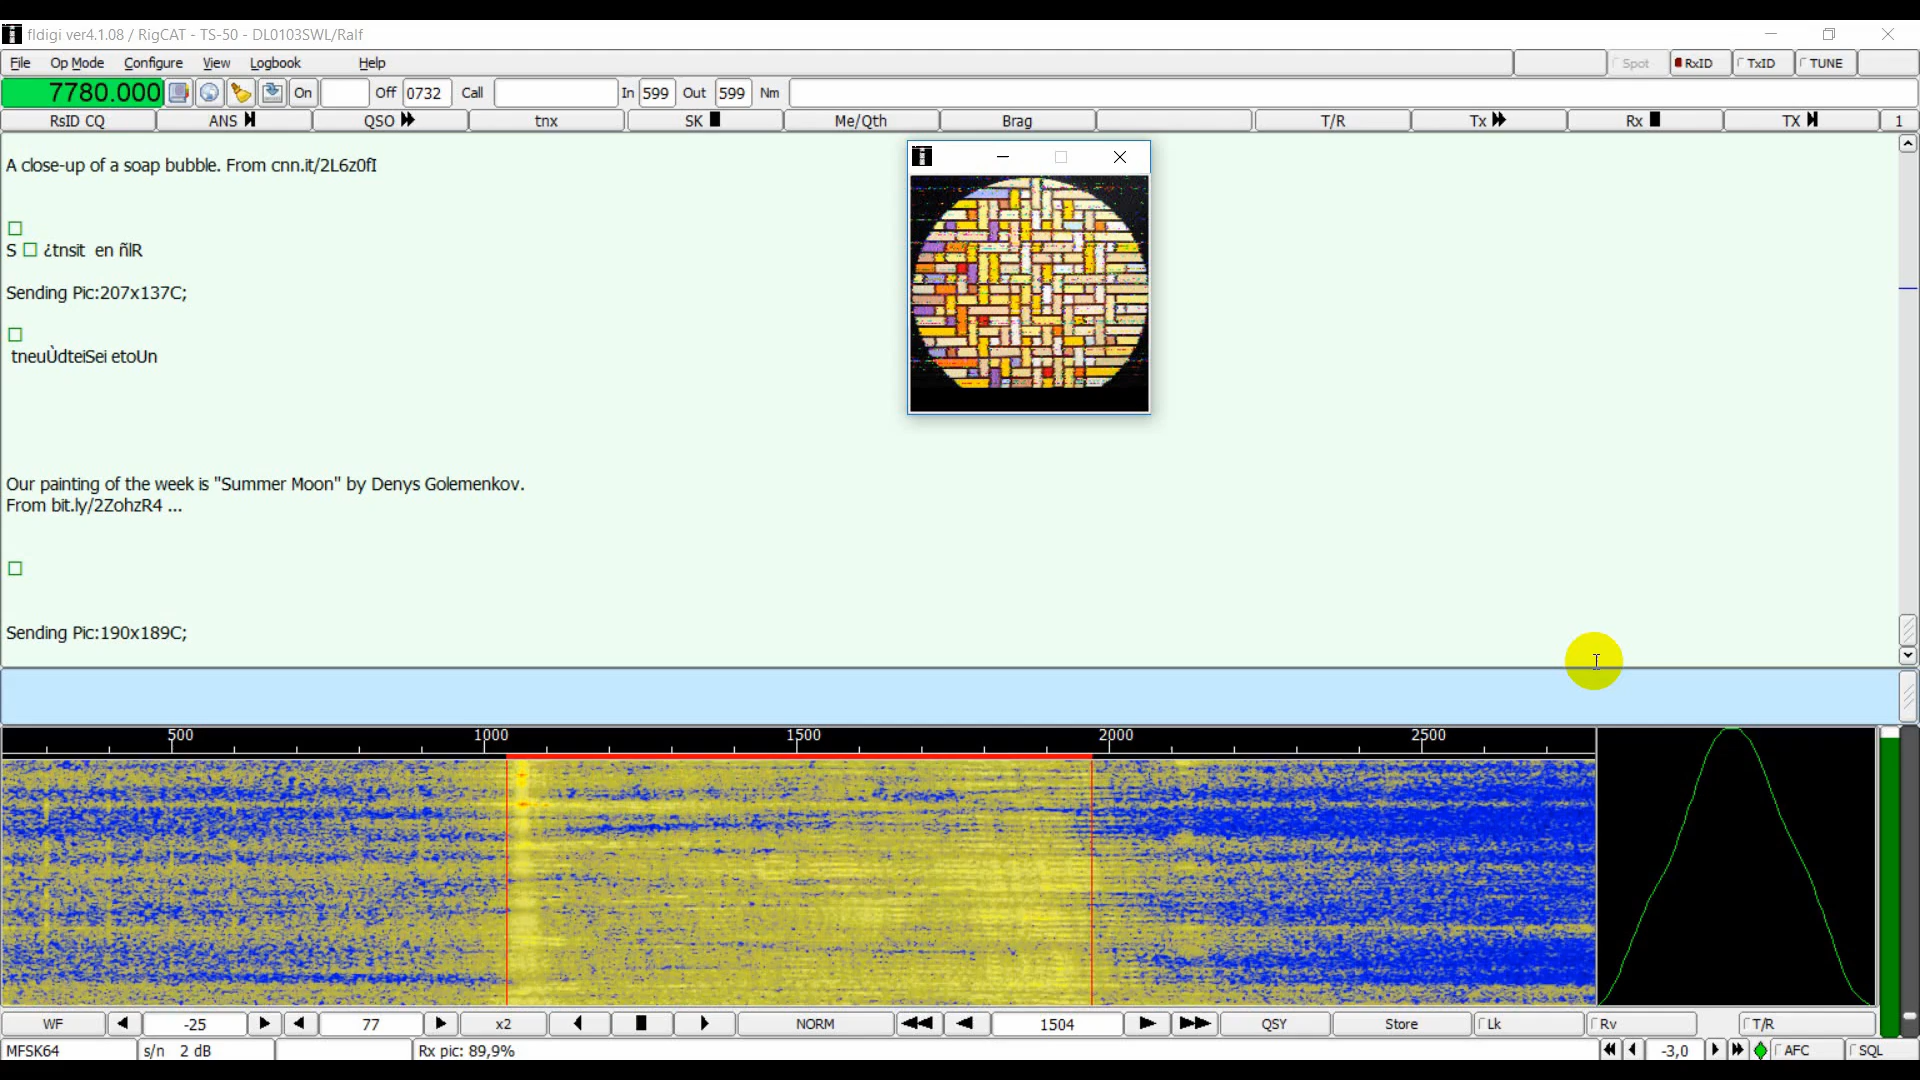 fldigi ver4.1.08 / RigCAT - TS-50 - DL0103SWL/Ralf
File Op Mode Configure View Logbook Help Spot RxID TxID TUNE
7780.000 On Off 0732 Call In 599 Out 599 Nm
RsID CQ ANS QSO tnx SK Me/Qth Brag T/R Tx Rx TX 1
A close-up of a soap bubble. From cnn.it/2L6z0fI
S □ ¿tnsit en ñlR
Sending Pic:207x137C;
tneuÙdteiSei etoUn
Our painting of the week is "Summer Moon" by Denys Golemenkov.
From bit.ly/2ZohzR4 ...
Sending Pic:190x189C;
500 1000 1500 2000 2500
WF -25 77 x2 NORM 1504 QSY Store Lk Rv T/R
MFSK64 s/n 2 dB Rx pic: 89,9% -3,0 AFC SQL